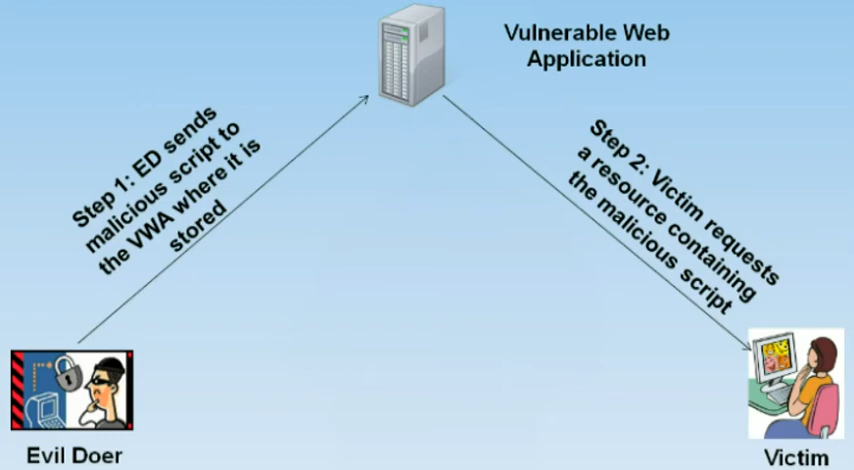 Vulnerable Web
Application
Step 1: ED sends
malicious script to
the VWA where it is
stored
Step 2: Victim requests
a resource containing
the malicious script
Evil Doer
Victim